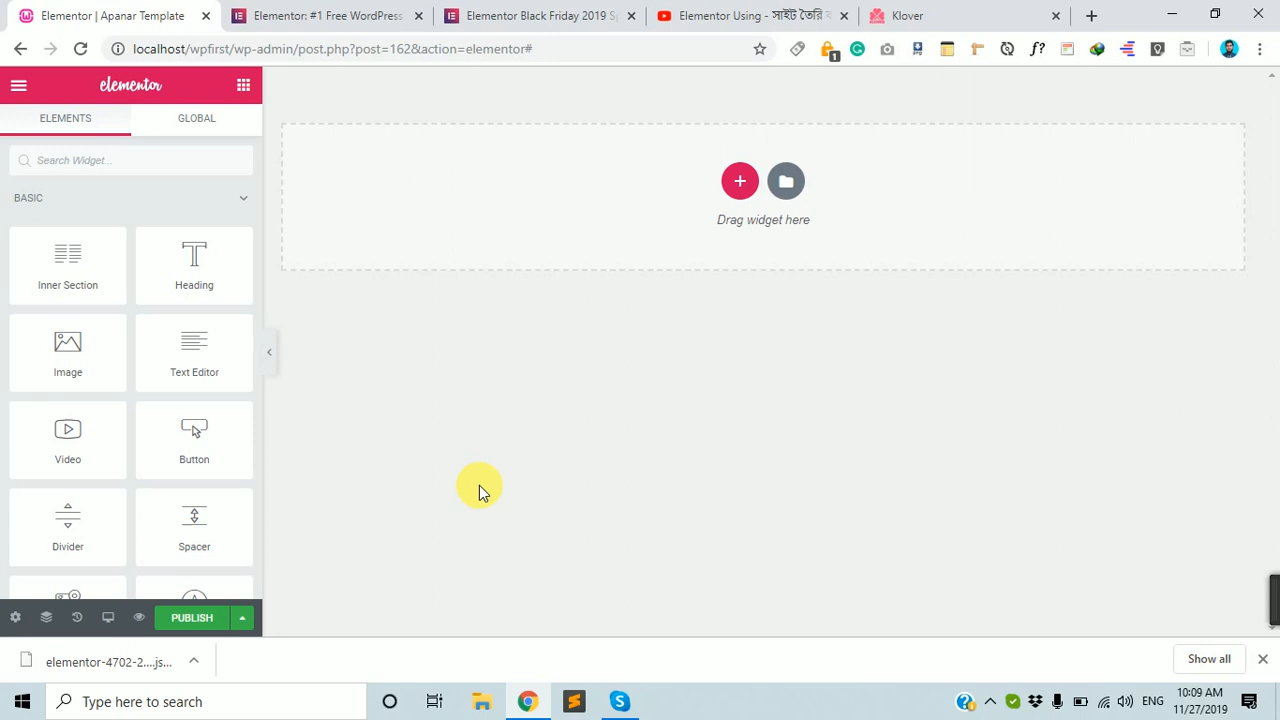 Elementor | Apanar Template
Elementor: #1 Free WordPress
Elementor Black Friday 2019 Sp
Elementor Using - সাইট তৈরি ক
Klover
localhost/wpfirst/wp-admin/post.php?post=162&action=elementor#
1
f?
elementor
ELEMENTS
GLOBAL
Search Widget...
BASIC
Drag widget here
Inner Section
Heading
Image
Text Editor
Video
Button
Divider
Spacer
PUBLISH
elementor-4702-2....js...
Show all
Type here to search
ENG
10:09 AM
11/27/2019